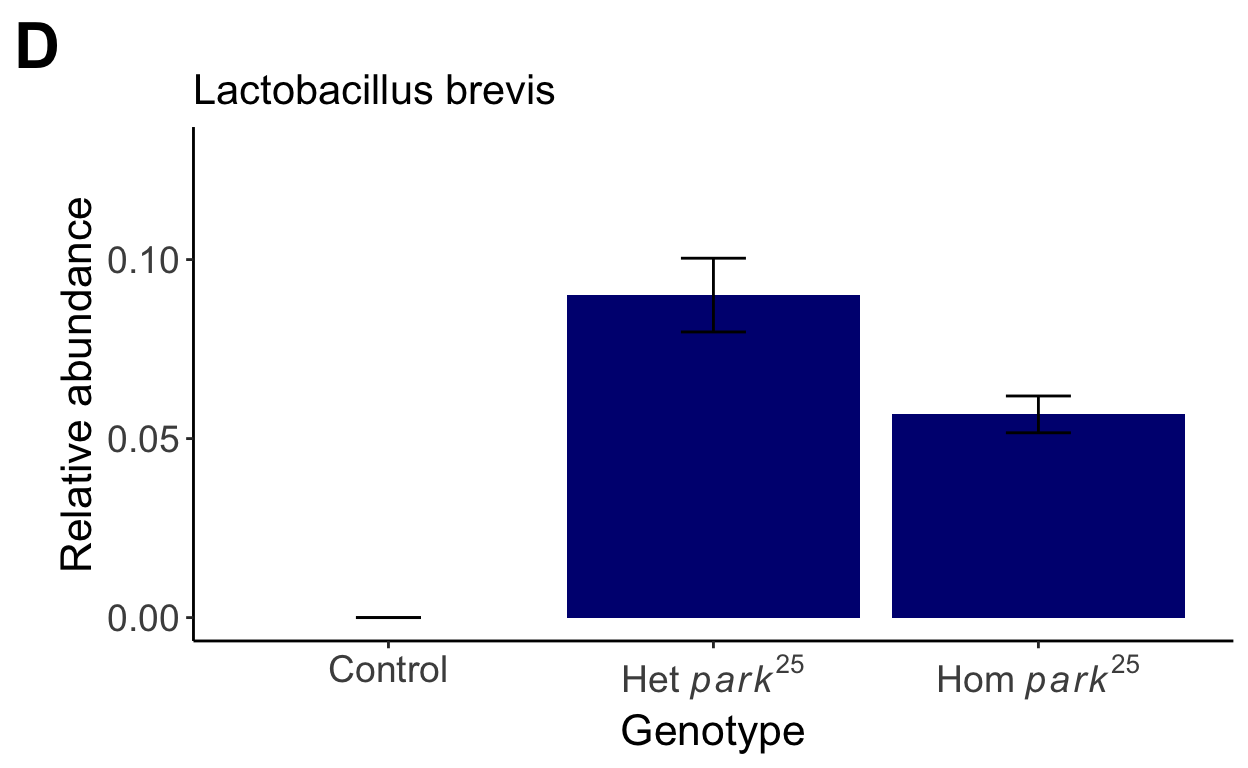 D
Lactobacillus brevis
Relative abundance
0.10
0.05
0.00
Control
Het park²⁵
Hom park²⁵
Genotype